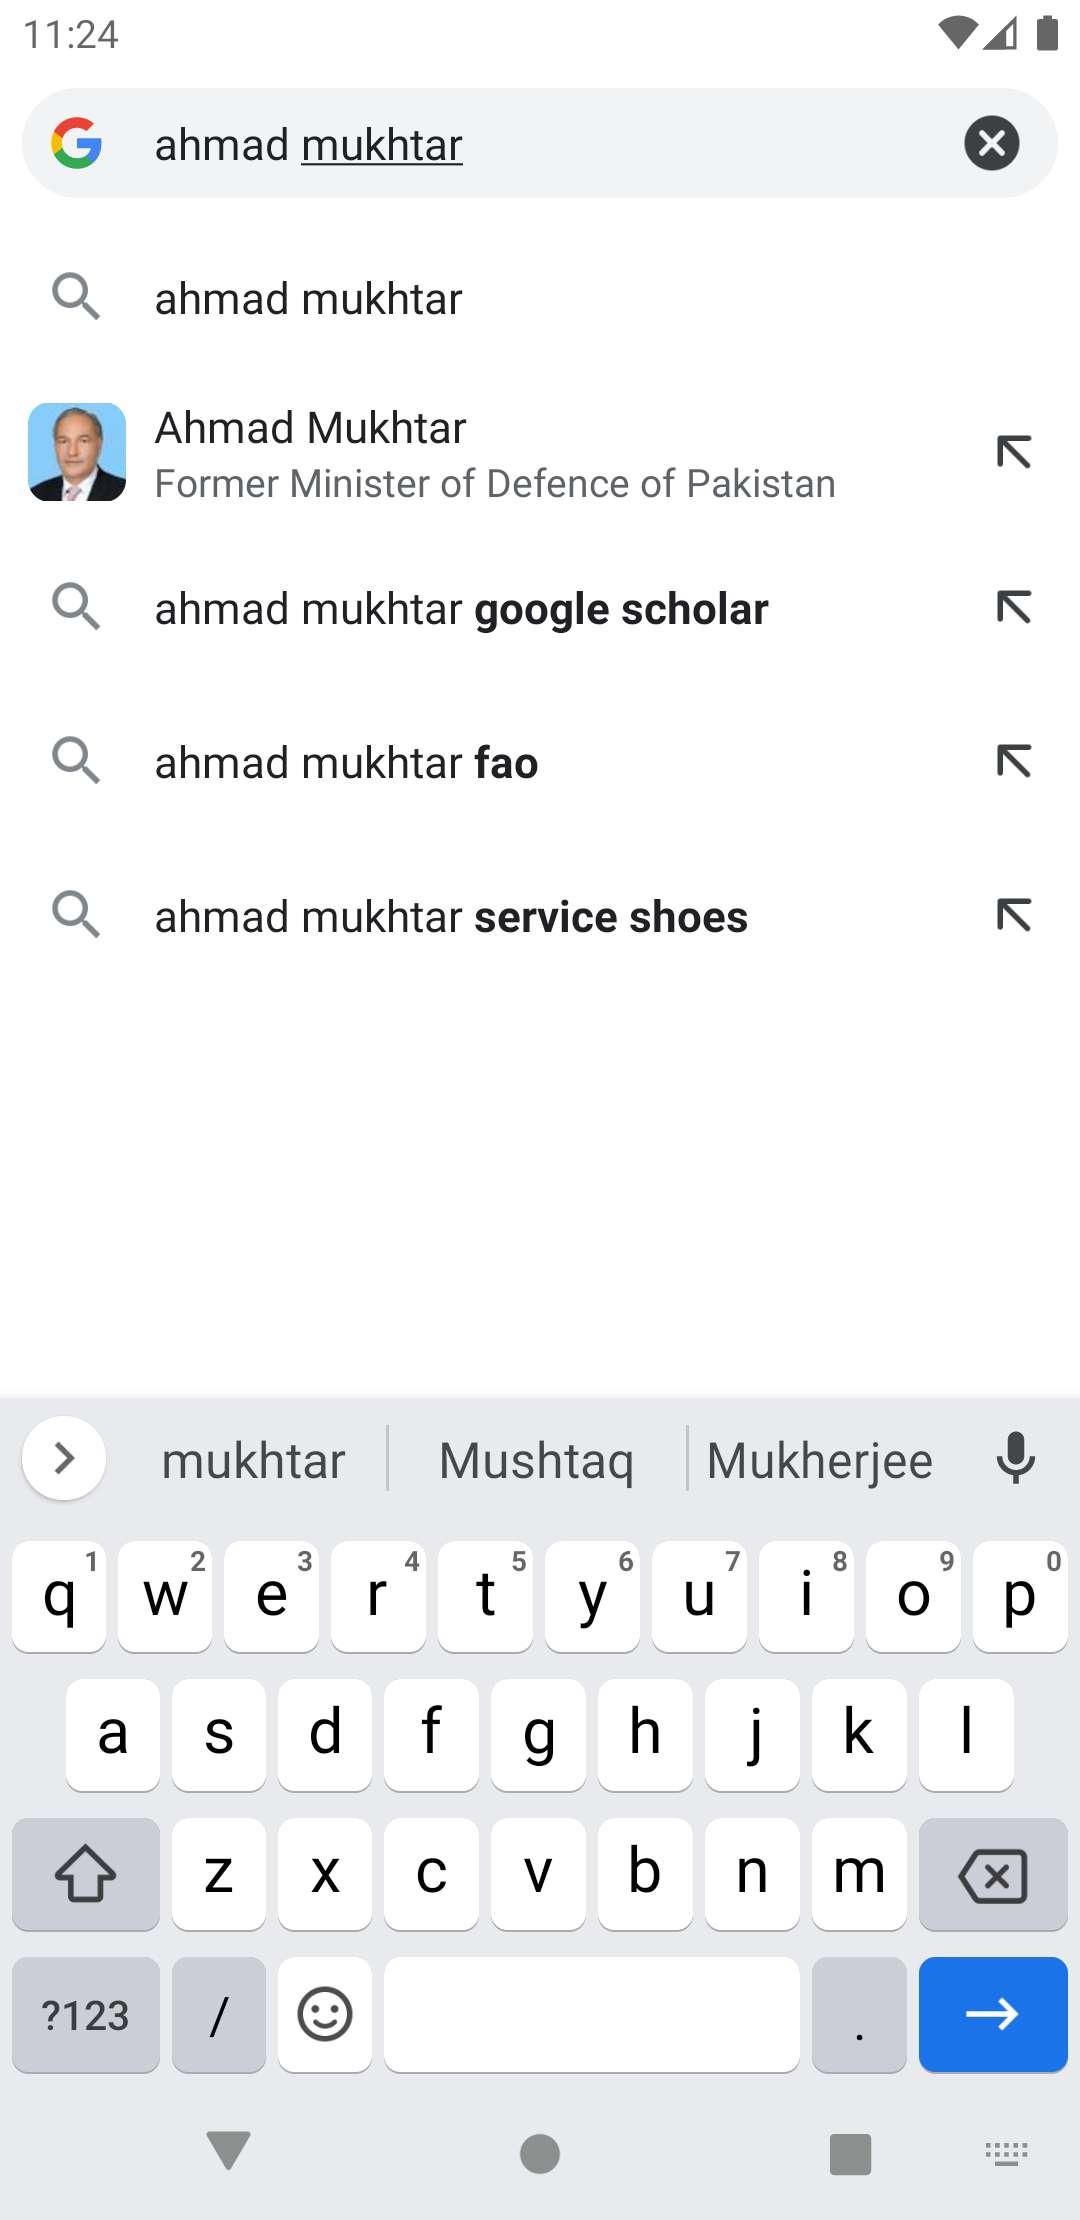 11:24
ahmad mukhtar
ahmad mukhtar
Ahmad Mukhtar
Former Minister of Defence of Pakistan
ahmad mukhtar google scholar
ahmad mukhtar fao
ahmad mukhtar service shoes
mukhtar Mushtaq Mukherjee
1 2 3 4 5 6 7 8 9 0
q w e r t y u i o p
a s d f g h j k l
z x c v b n m
?123 / .